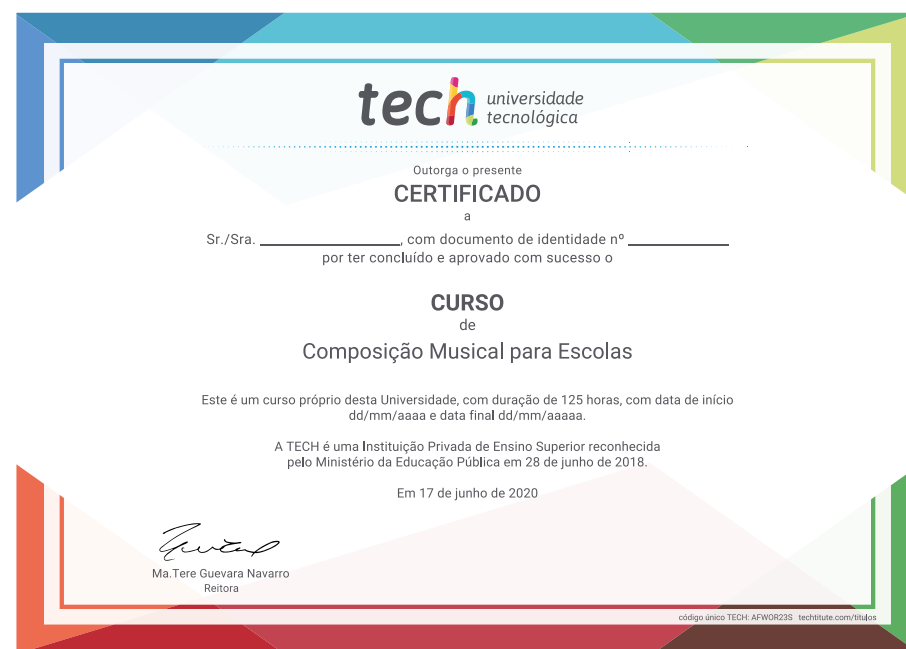 tech universidade
tecnológica
Outorga o presente
CERTIFICADO
a
Sr./Sra. ____________________, com documento de identidade nº ______________
por ter concluído e aprovado com sucesso o
CURSO
de
Composição Musical para Escolas
Este é um curso próprio desta Universidade, com duração de 125 horas, com data de início
dd/mm/aaaa e data final dd/mm/aaaaa.
A TECH é uma Instituição Privada de Ensino Superior reconhecida
pelo Ministério da Educação Pública em 28 de junho de 2018.
Em 17 de junho de 2020
Ma.Tere Guevara Navarro
Reitora
código único TECH: AFWOR23S techtitute.com/titulos